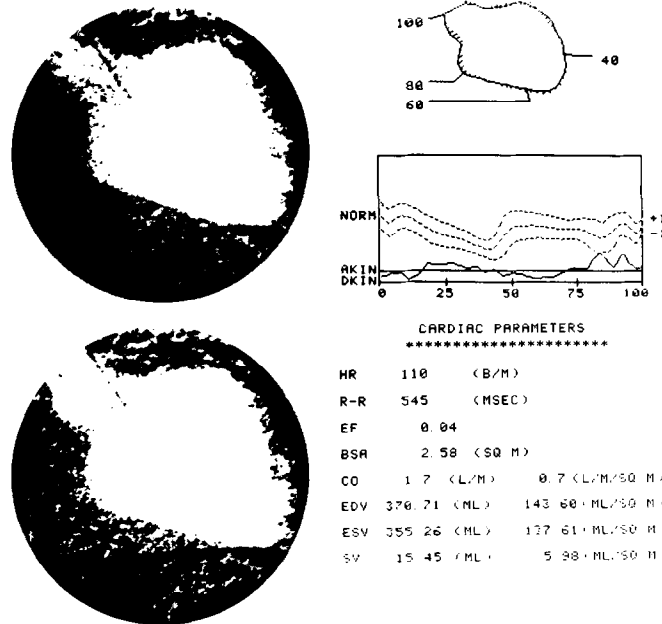 100
40
80
60
NORM
AKIN
DKIN
0 25 50 75 100
CARDIAC PARAMETERS
**********************
HR 110 (B/M)
R-R 545 (MSEC)
EF 0.04
BSA 2.58 (SQ M)
CO 1.7 (L/M) 0.7 (L/M/SQ M)
EDV 370.71 (ML) 143.60 (ML/SQ M
ESV 355.26 (ML) 137.61 (ML/SQ M
SV 15.45 (ML) 5.98 (ML/SQ M